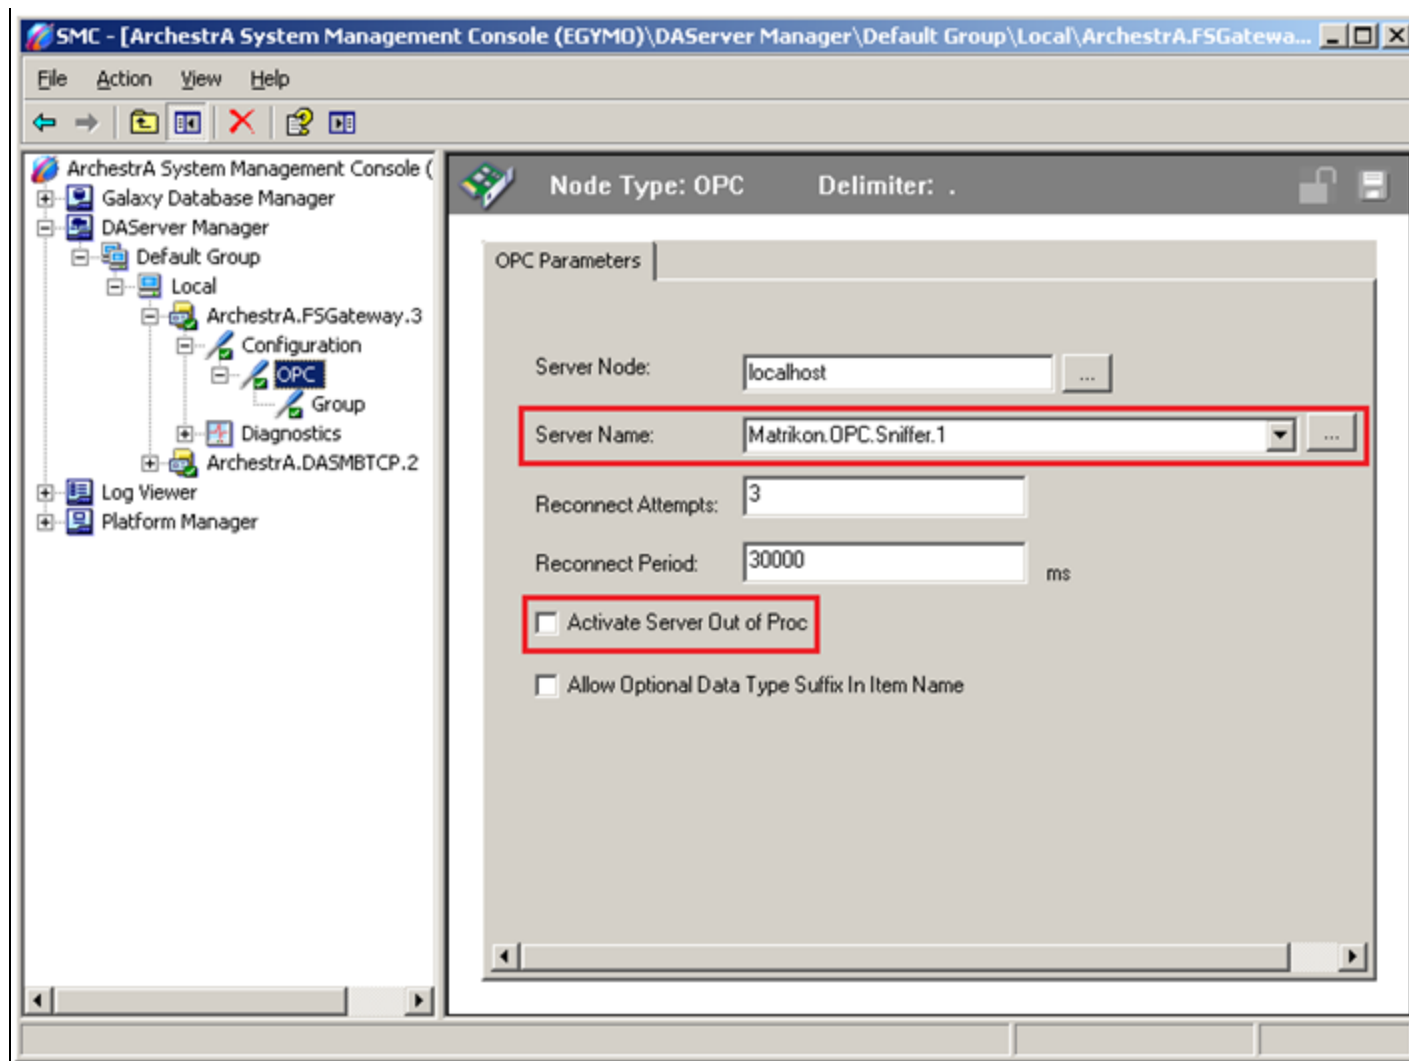 SMC - [ArchestrA System Management Console (EGYMO)\DAServer Manager\Default Group\Local\ArchestrA.FSGatewa...
File Action View Help
ArchestrA System Management Console (
Galaxy Database Manager
DAServer Manager
Default Group
Local
ArchestrA.FSGateway.3
Configuration
OPC
Group
Diagnostics
ArchestrA.DASMBTCP.2
Log Viewer
Platform Manager
Node Type: OPC Delimiter: .
OPC Parameters
Server Node: localhost ...
Server Name: Matrikon.OPC.Sniffer.1 ...
Reconnect Attempts: 3
Reconnect Period: 30000 ms
Activate Server Out of Proc
Allow Optional Data Type Suffix In Item Name